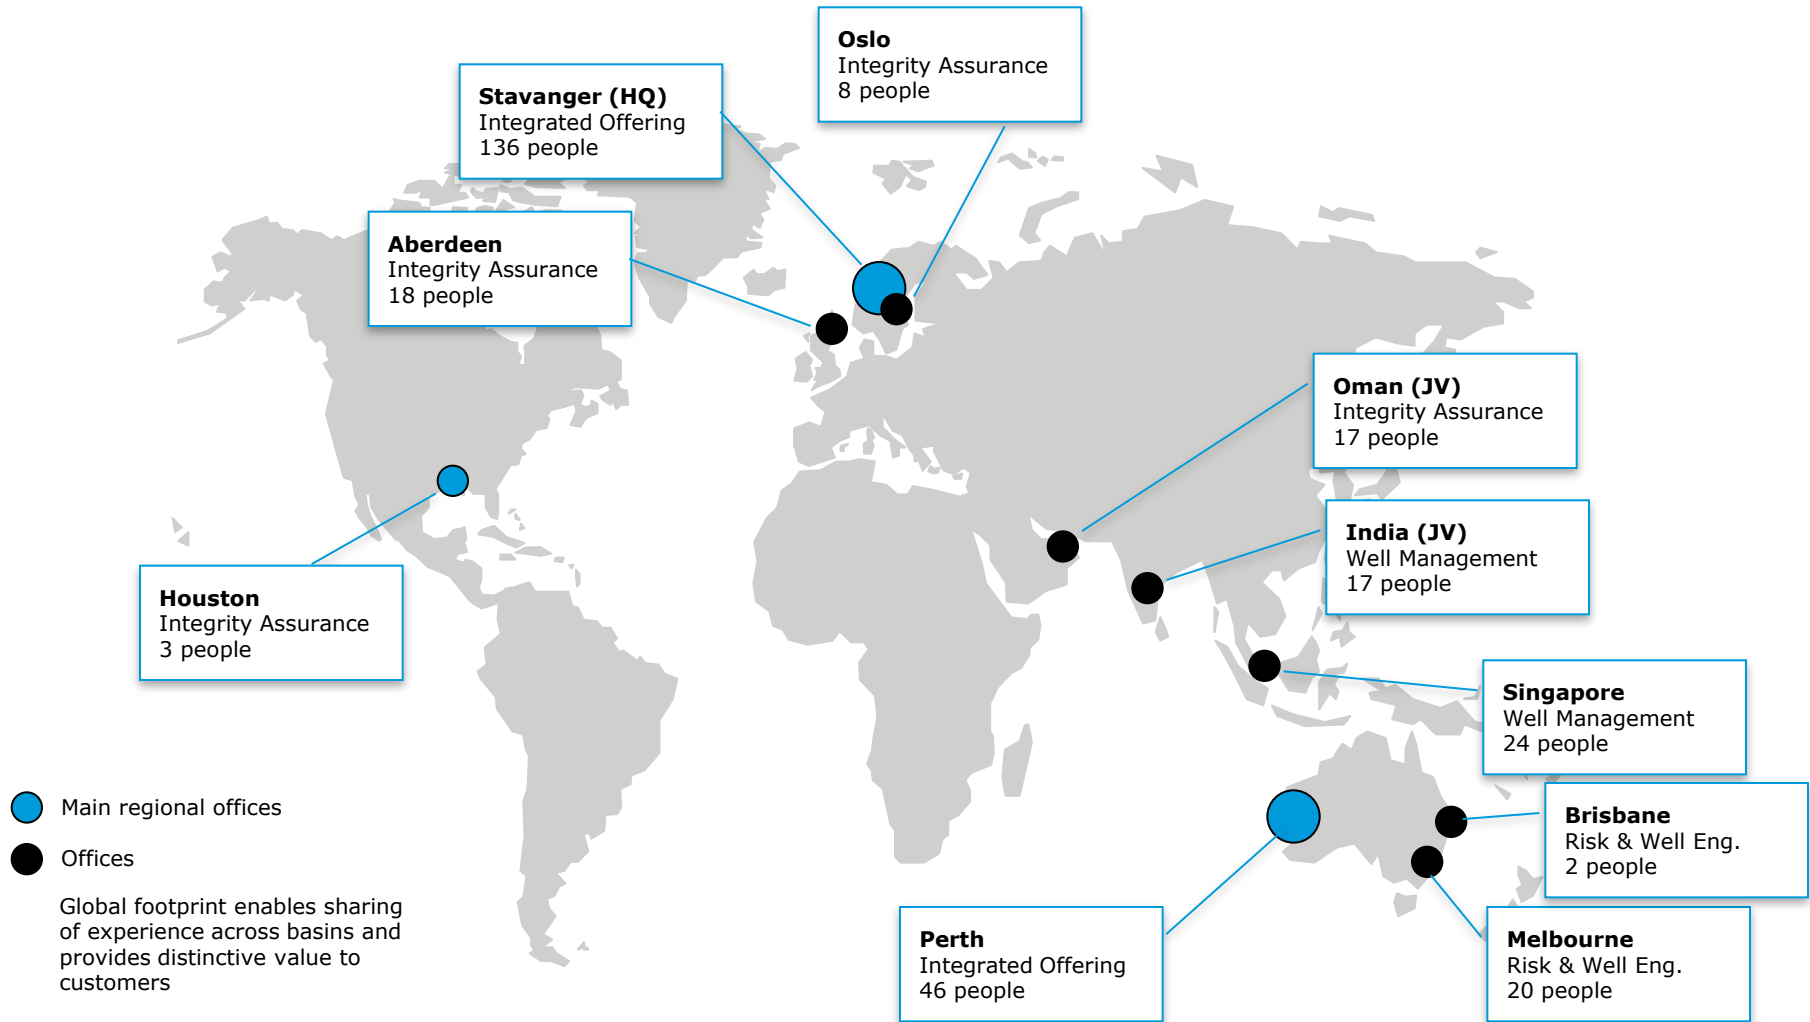 Oslo
Integrity Assurance
8 people
Stavanger (HQ)
Integrated Offering
136 people
Aberdeen
Integrity Assurance
18 people
Oman (JV)
Integrity Assurance
17 people
India (JV)
Well Management
17 people
Houston
Integrity Assurance
3 people
Singapore
Well Management
24 people
Brisbane
Risk & Well Eng.
2 people
Perth
Integrated Offering
46 people
Melbourne
Risk & Well Eng.
20 people
Main regional offices
Offices
Global footprint enables sharing
of experience across basins and
provides distinctive value to
customers